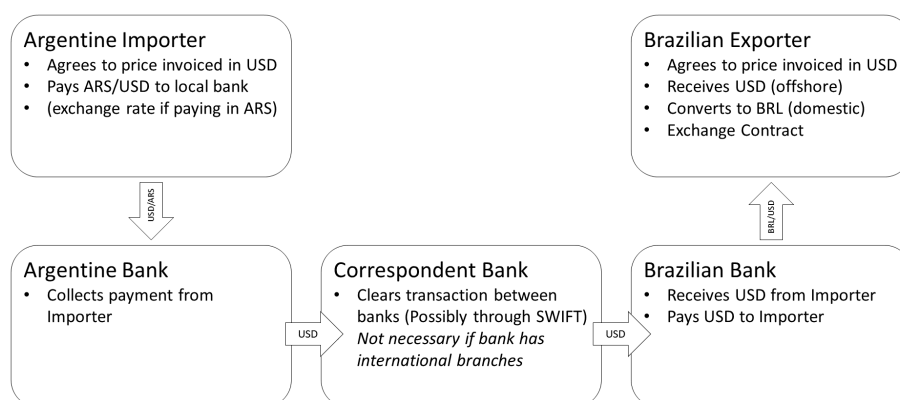 Argentine Importer
• Agrees to price invoiced in USD
• Pays ARS/USD to local bank
• (exchange rate if paying in ARS)
Brazilian Exporter
• Agrees to price invoiced in USD
• Receives USD (offshore)
• Converts to BRL (domestic)
• Exchange Contract
USD/ARS
BRL/USD
Argentine Bank
• Collects payment from
Importer
USD
Correspondent Bank
• Clears transaction between
banks (Possibly through SWIFT)
Not necessary if bank has
international branches
USD
Brazilian Bank
• Receives USD from Importer
• Pays USD to Importer